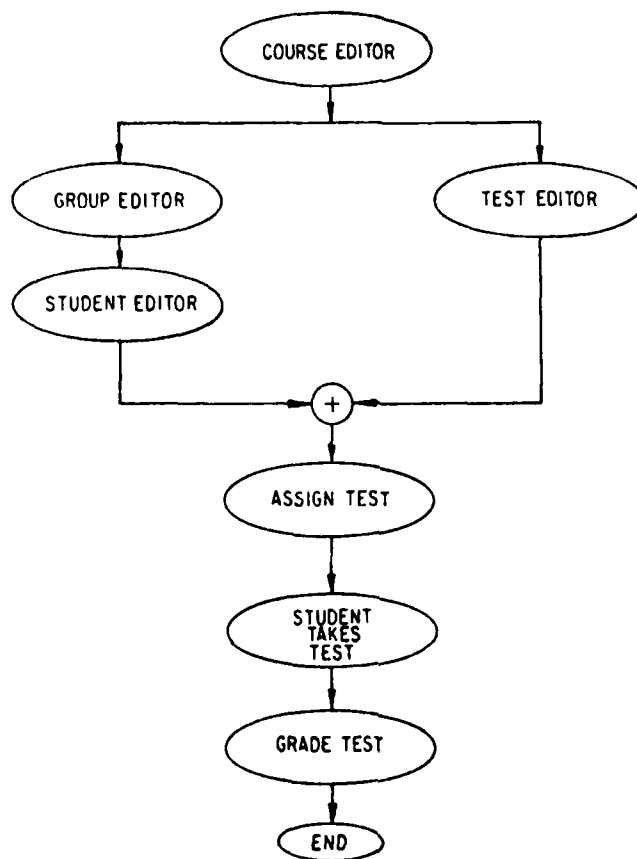 COURSE EDITOR
GROUP EDITOR
TEST EDITOR
STUDENT EDITOR
+
ASSIGN TEST
STUDENT
TAKES
TEST
GRADE TEST
END